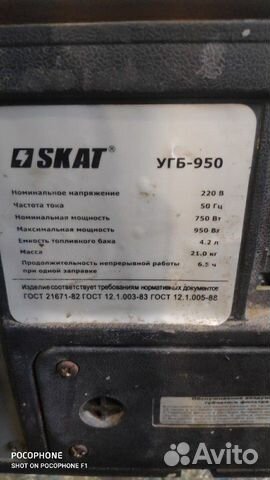 SKAT® УГБ-950
Номинальное напряжение 220 В
Частота тока 50 Гц
Номинальная мощность 750 Вт
Максимальная мощность 950 Вт
Емкость топливного бака 4.2 л
Масса 21.0 кг
Продолжительность непрерывной работы 6.5 ч
при одной заправке
Изделие соответствует требованиям нормативных документов
ГОСТ 21671-82 ГОСТ 12.1.003-83 ГОСТ 12.1.005-88
Обслуживание воздушного
POCOPHONE
SHOT ON POCOPHONE F1
Avito